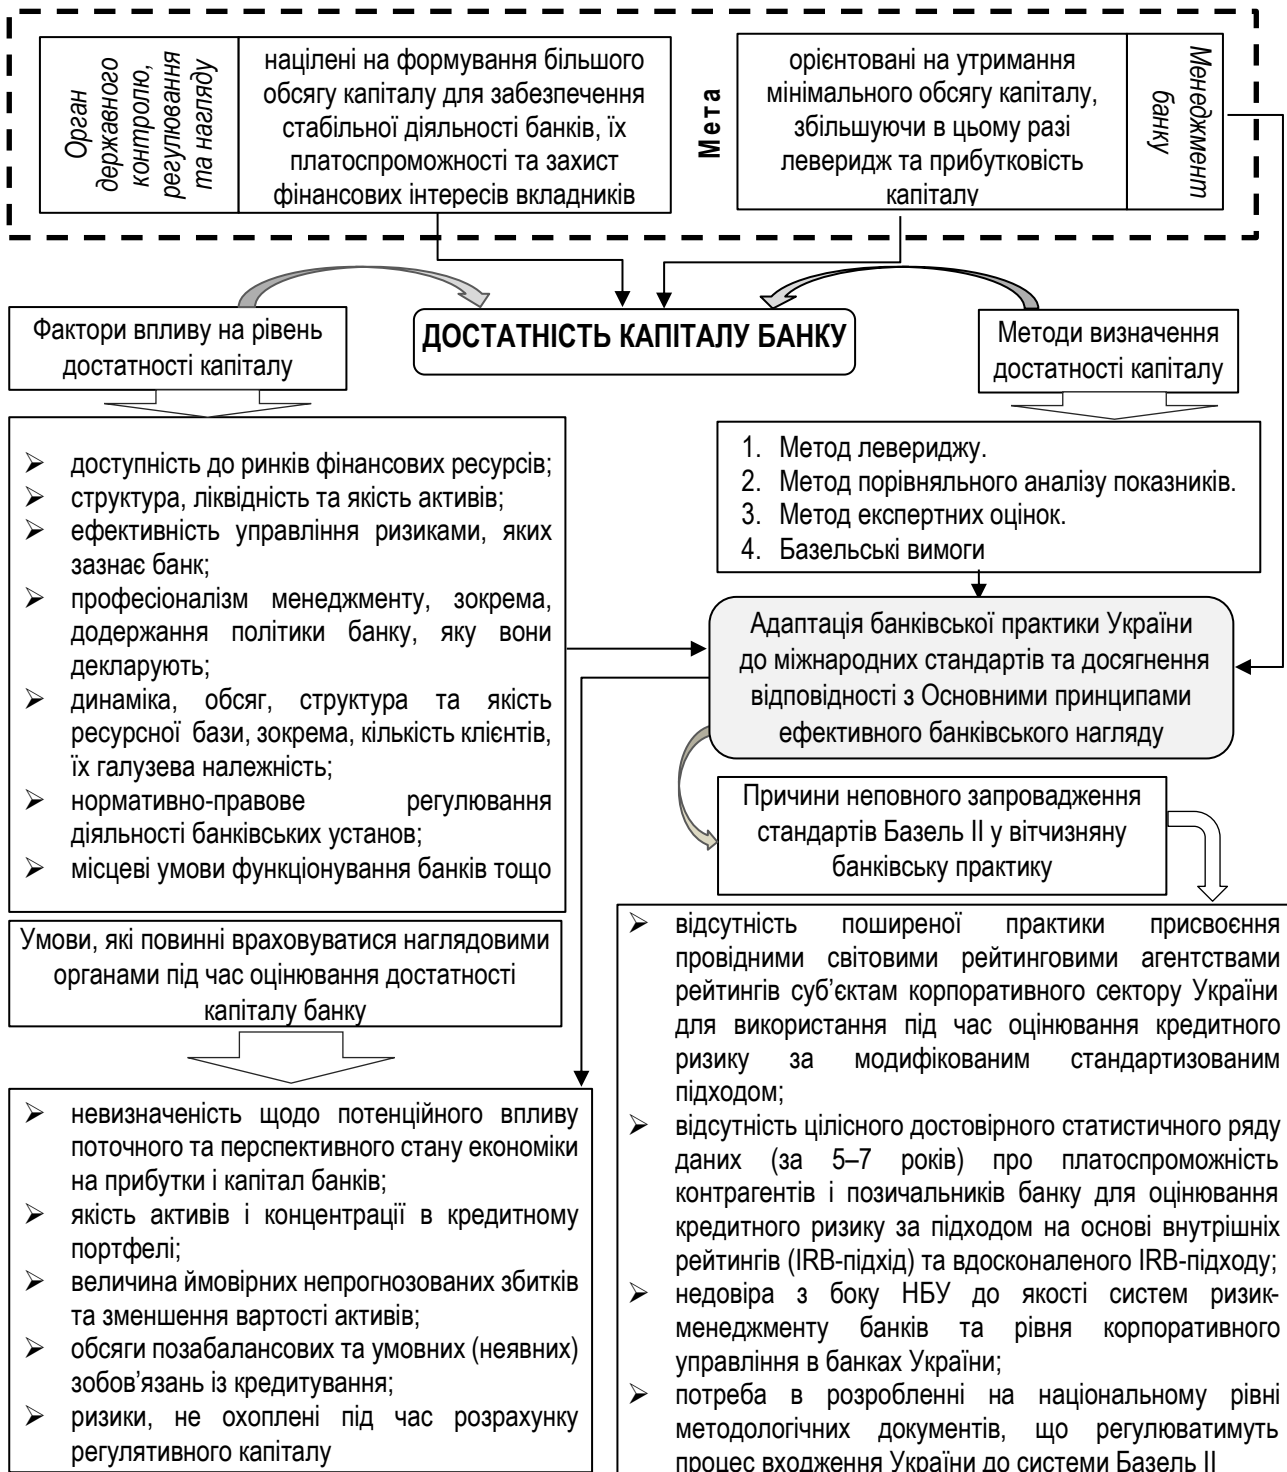 Орган
державного
контролю,
регулювання
та нагляду
націлені на формування більшого
обсягу капіталу для забезпечення
стабільної діяльності банків, їх
платоспроможності та захист
фінансових інтересів вкладників
Мета
орієнтовані на утримання
мінімального обсягу капіталу,
збільшуючи в цьому разі
леверидж та прибутковість
капіталу
Менеджмент
банку
Фактори впливу на рівень
достатності капіталу
ДОСТАТНІСТЬ КАПІТАЛУ БАНКУ
Методи визначення
достатності капіталу
➢ доступність до ринків фінансових ресурсів;
➢ структура, ліквідність та якість активів;
➢ ефективність управління ризиками, яких
зазнає банк;
➢ професіоналізм менеджменту, зокрема,
додержання політики банку, яку вони
декларують;
➢ динаміка, обсяг, структура та якість
ресурсної бази, зокрема, кількість клієнтів,
їх галузева належність;
➢ нормативно-правове регулювання
діяльності банківських установ;
➢ місцеві умови функціонування банків тощо
1. Метод левериджу.
2. Метод порівняльного аналізу показників.
3. Метод експертних оцінок.
4. Базельські вимоги
Адаптація банківської практики України
до міжнародних стандартів та досягнення
відповідності з Основними принципами
ефективного банківського нагляду
Причини неповного запровадження
стандартів Базель ІІ у вітчизняну
банківську практику
Умови, які повинні враховуватися наглядовими
органами під час оцінювання достатності
капіталу банку
➢ невизначеність щодо потенційного впливу
поточного та перспективного стану економіки
на прибутки і капітал банків;
➢ якість активів і концентрації в кредитному
портфелі;
➢ величина ймовірних непрогнозованих збитків
та зменшення вартості активів;
➢ обсяги позабалансових та умовних (неявних)
зобов’язань із кредитування;
➢ ризики, не охоплені під час розрахунку
регулятивного капіталу
➢ відсутність поширеної практики присвоєння
провідними світовими рейтинговими агентствами
рейтингів суб’єктам корпоративного сектору України
для використання під час оцінювання кредитного
ризику за модифікованим стандартизованим
підходом;
➢ відсутність цілісного достовірного статистичного ряду
даних (за 5–7 років) про платоспроможність
контрагентів і позичальників банку для оцінювання
кредитного ризику за підходом на основі внутрішніх
рейтингів (IRB-підхід) та вдосконаленого IRB-підходу;
➢ недовіра з боку НБУ до якості систем ризик-
менеджменту банків та рівня корпоративного
управління в банках України;
➢ потреба в розробленні на національному рівні
методологічних документів, що регулюватимуть
процес входження України до системи Базель ІІ